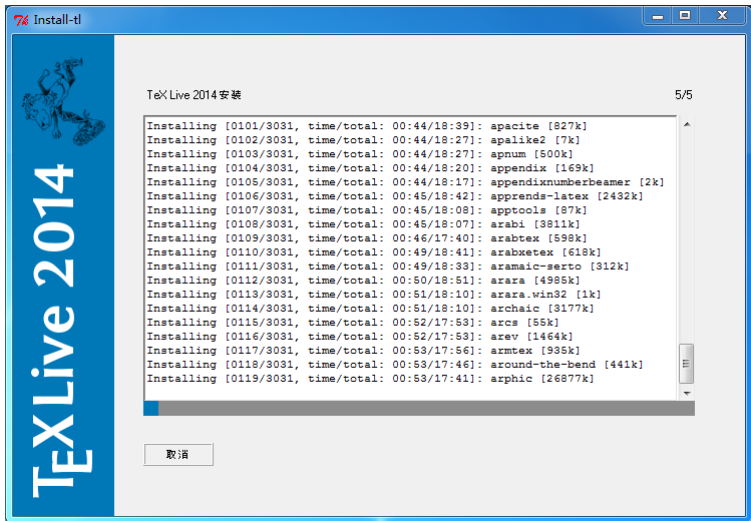 Install-tl
TeX Live 2014
TeX Live 2014 安装
5/5
Installing [0101/3031, time/total: 00:44/18:39]: apacite [827k]
Installing [0102/3031, time/total: 00:44/18:27]: apalike2 [7k]
Installing [0103/3031, time/total: 00:44/18:27]: apnum [500k]
Installing [0104/3031, time/total: 00:44/18:20]: appendix [169k]
Installing [0105/3031, time/total: 00:44/18:17]: appendixnumberbeamer [2k]
Installing [0106/3031, time/total: 00:45/18:42]: apprends-latex [2432k]
Installing [0107/3031, time/total: 00:45/18:08]: apptools [87k]
Installing [0108/3031, time/total: 00:45/18:07]: arabi [3811k]
Installing [0109/3031, time/total: 00:46/17:40]: arabtex [598k]
Installing [0110/3031, time/total: 00:49/18:41]: arabxetex [618k]
Installing [0111/3031, time/total: 00:49/18:33]: aramaic-serto [312k]
Installing [0112/3031, time/total: 00:50/18:51]: arara [4985k]
Installing [0113/3031, time/total: 00:51/18:10]: arara.win32 [1k]
Installing [0114/3031, time/total: 00:51/18:10]: archaic [3177k]
Installing [0115/3031, time/total: 00:52/17:53]: arcs [55k]
Installing [0116/3031, time/total: 00:52/17:53]: arev [1464k]
Installing [0117/3031, time/total: 00:53/17:56]: armtex [935k]
Installing [0118/3031, time/total: 00:53/17:46]: around-the-bend [441k]
Installing [0119/3031, time/total: 00:53/17:41]: arphic [26877k]
取消